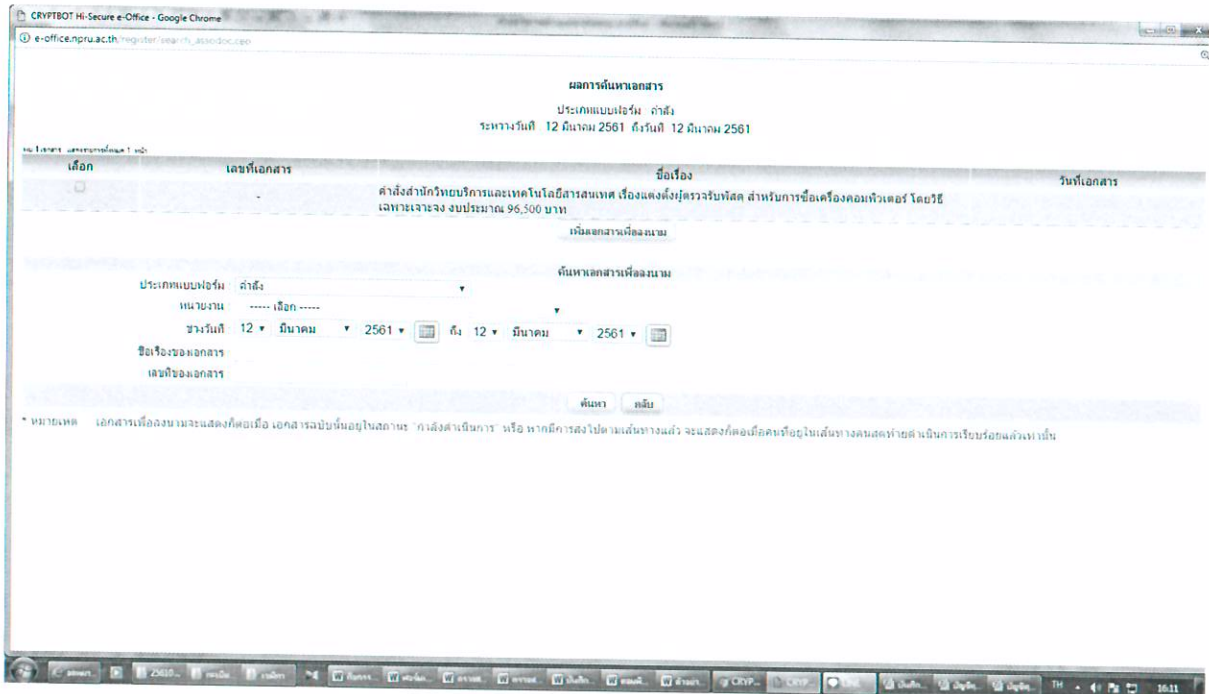 CRYPTBOT Hi-Secure e-Office - Google Chrome
e-office.npru.ac.th/register/search_assodoc.ceo
ผลการค้นหาเอกสาร
ประเภทแบบฟอร์ม : คำสั่ง
ระหว่างวันที่ : 12 มีนาคม 2561 ถึงวันที่ 12 มีนาคม 2561
เลือก เลขที่เอกสาร ชื่อเรื่อง วันที่เอกสาร
คำสั่งสำนักวิทยบริการและเทคโนโลยีสารสนเทศ เรื่องแต่งตั้งผู้ตรวจรับพัสดุ สำหรับการซื้อเครื่องคอมพิวเตอร์ โดยวิธี
เฉพาะเจาะจง งบประมาณ 96,500 บาท
เพิ่มเอกสารเพื่อลงนาม
ค้นหาเอกสารเพื่อลงนาม
ประเภทแบบฟอร์ม : คำสั่ง
หน่วยงาน : ----- เลือก -----
ช่วงวันที่ : 12 มีนาคม 2561 ถึง 12 มีนาคม 2561
ชื่อเรื่องของเอกสาร :
เลขที่ของเอกสาร :
ค้นหา กลับ
* หมายเหตุ เอกสารเพื่อลงนามจะแสดงก็ต่อเมื่อ เอกสารฉบับนั้นอยู่ในสถานะ "กำลังดำเนินการ" หรือ หากมีการส่งไปตามเส้นทางแล้ว จะแสดงก็ต่อเมื่อคนที่อยู่ในเส้นทางคนสุดท้ายดำเนินการเรียบร้อยแล้วเท่านั้น
25610... CRYP... CRYP... TH 16:11